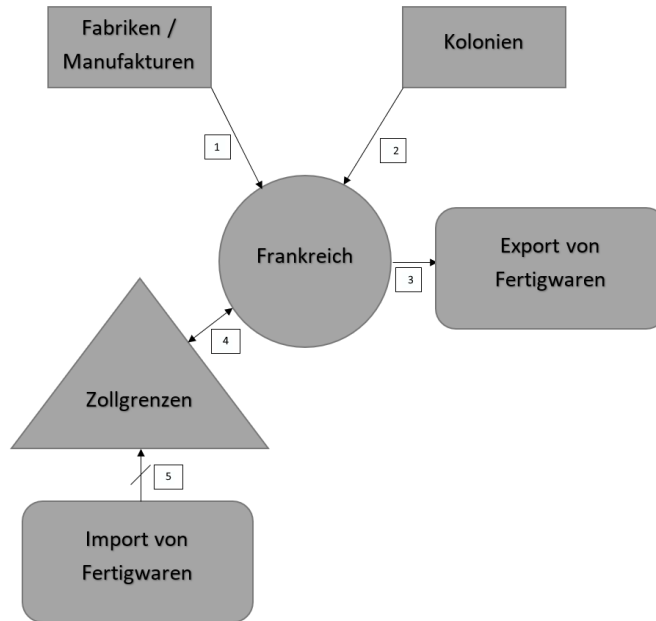 Fabriken /
Manufakturen
Kolonien
1
2
Frankreich
Export von
Fertigwaren
3
4
Zollgrenzen
5
Import von
Fertigwaren